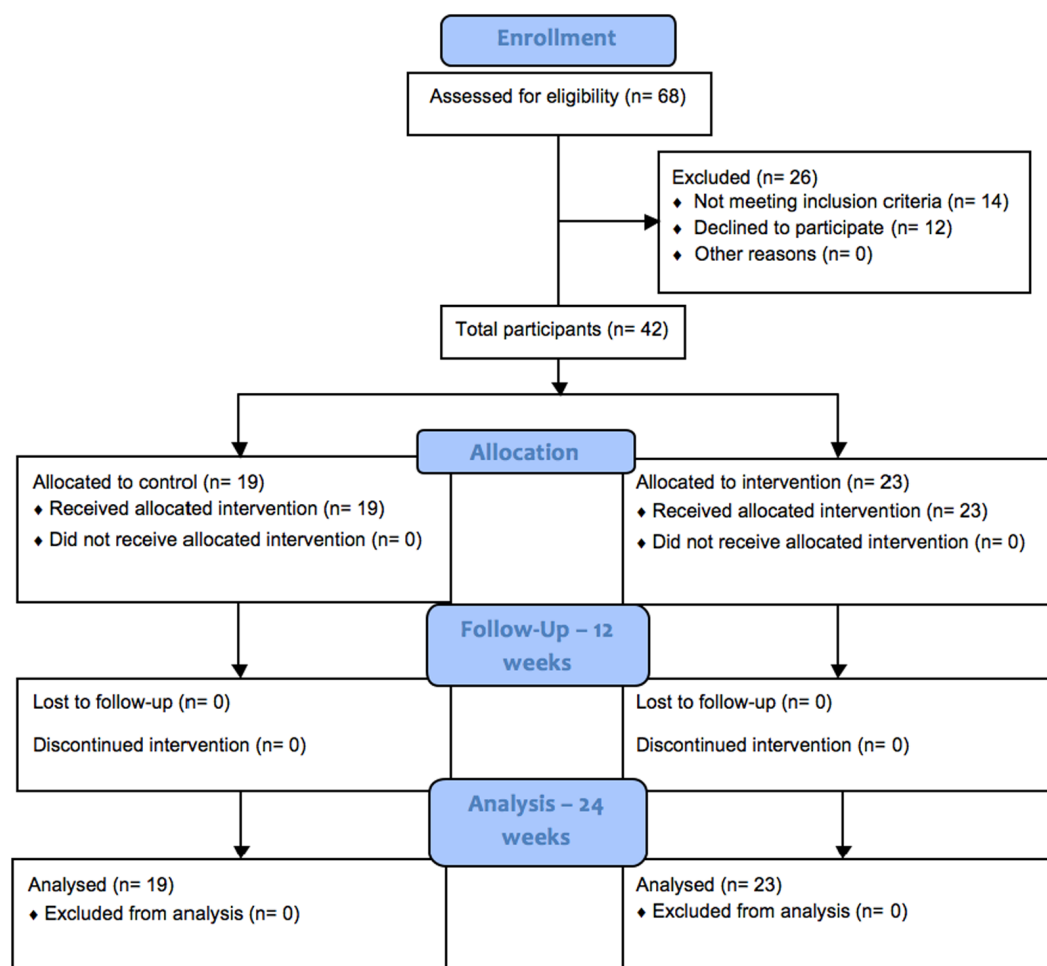 Enrollment
Assessed for eligibility (n= 68)
Excluded (n= 26)
♦ Not meeting inclusion criteria (n= 14)
♦ Declined to participate (n= 12)
♦ Other reasons (n= 0)
Total participants (n= 42)
Allocation
Allocated to control (n= 19)
♦ Received allocated intervention (n= 19)
♦ Did not receive allocated intervention (n= 0)
Allocated to intervention (n= 23)
♦ Received allocated intervention (n= 23)
♦ Did not receive allocated intervention (n= 0)
Follow-Up – 12
weeks
Lost to follow-up (n= 0)
Discontinued intervention (n= 0)
Lost to follow-up (n= 0)
Discontinued intervention (n= 0)
Analysis – 24
weeks
Analysed (n= 19)
♦ Excluded from analysis (n= 0)
Analysed (n= 23)
♦ Excluded from analysis (n= 0)